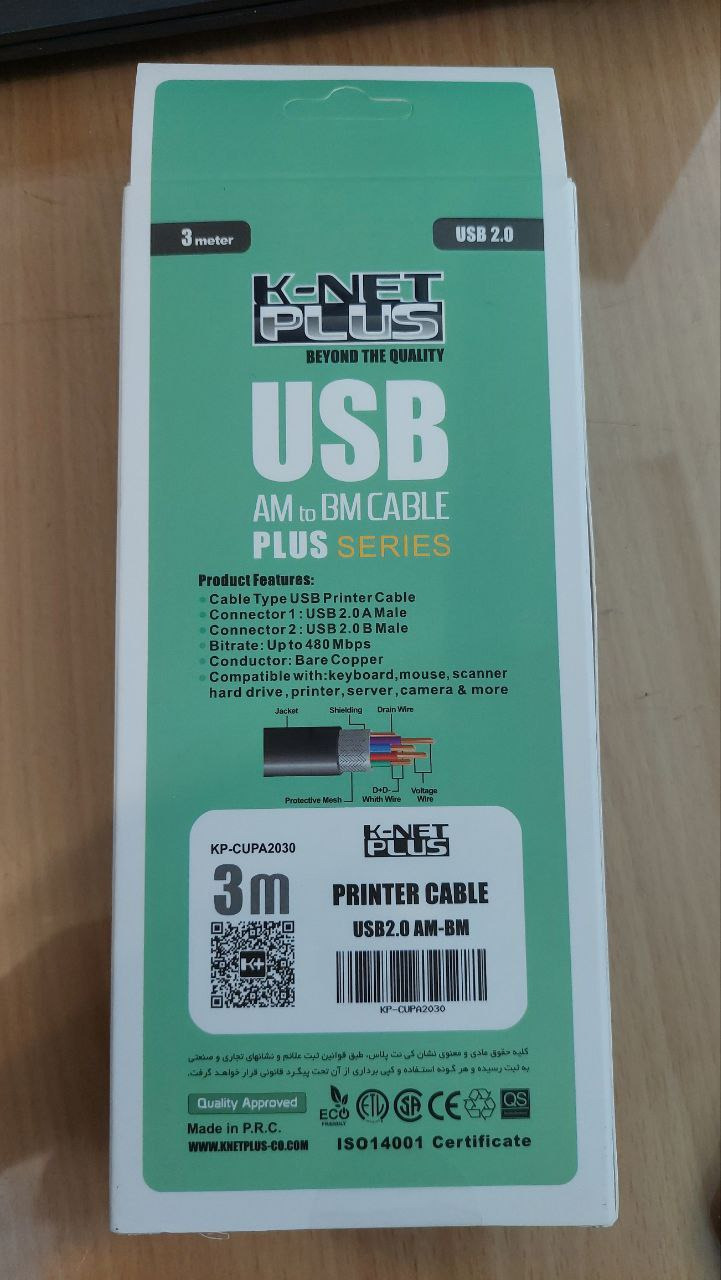 3 meter
USB 2.0
K-NET
PLUS
BEYOND THE QUALITY
USB
AM to BM CABLE
PLUS SERIES
Product Features:
Cable Type USB Printer Cable
Connector 1 : USB 2.0 A Male
Connector 2 : USB 2.0 B Male
Bitrate: Up to 480 Mbps
Conductor: Bare Copper
Compatible with:keyboard,mouse, scanner
hard drive, printer, server, camera & more
Jacket
Shielding
Drain Wire
Protective Mesh
D+D-
Whith Wire
Voltage
Wire
KP-CUPA2030
3m
K+
K-NET
PLUS
PRINTER CABLE
USB2.0 AM-BM
KP-CUPA2030
کلیه حقوق مادی و معنوی نشان کی نت پلاس، طبق قوانین ثبت علائم و نشانهای تجاری و صنعتی
به ثبت رسیده و هر گونه استفاده و کپی برداری از آن تحت پیگرد قانونی قرار خواهد گرفت.
Quality Approved
ECO
FRIENDLY
ETL
SA
CE
QS
Made in P.R.C.
WWW.KNETPLUS-CO.COM
ISO14001 Certificate